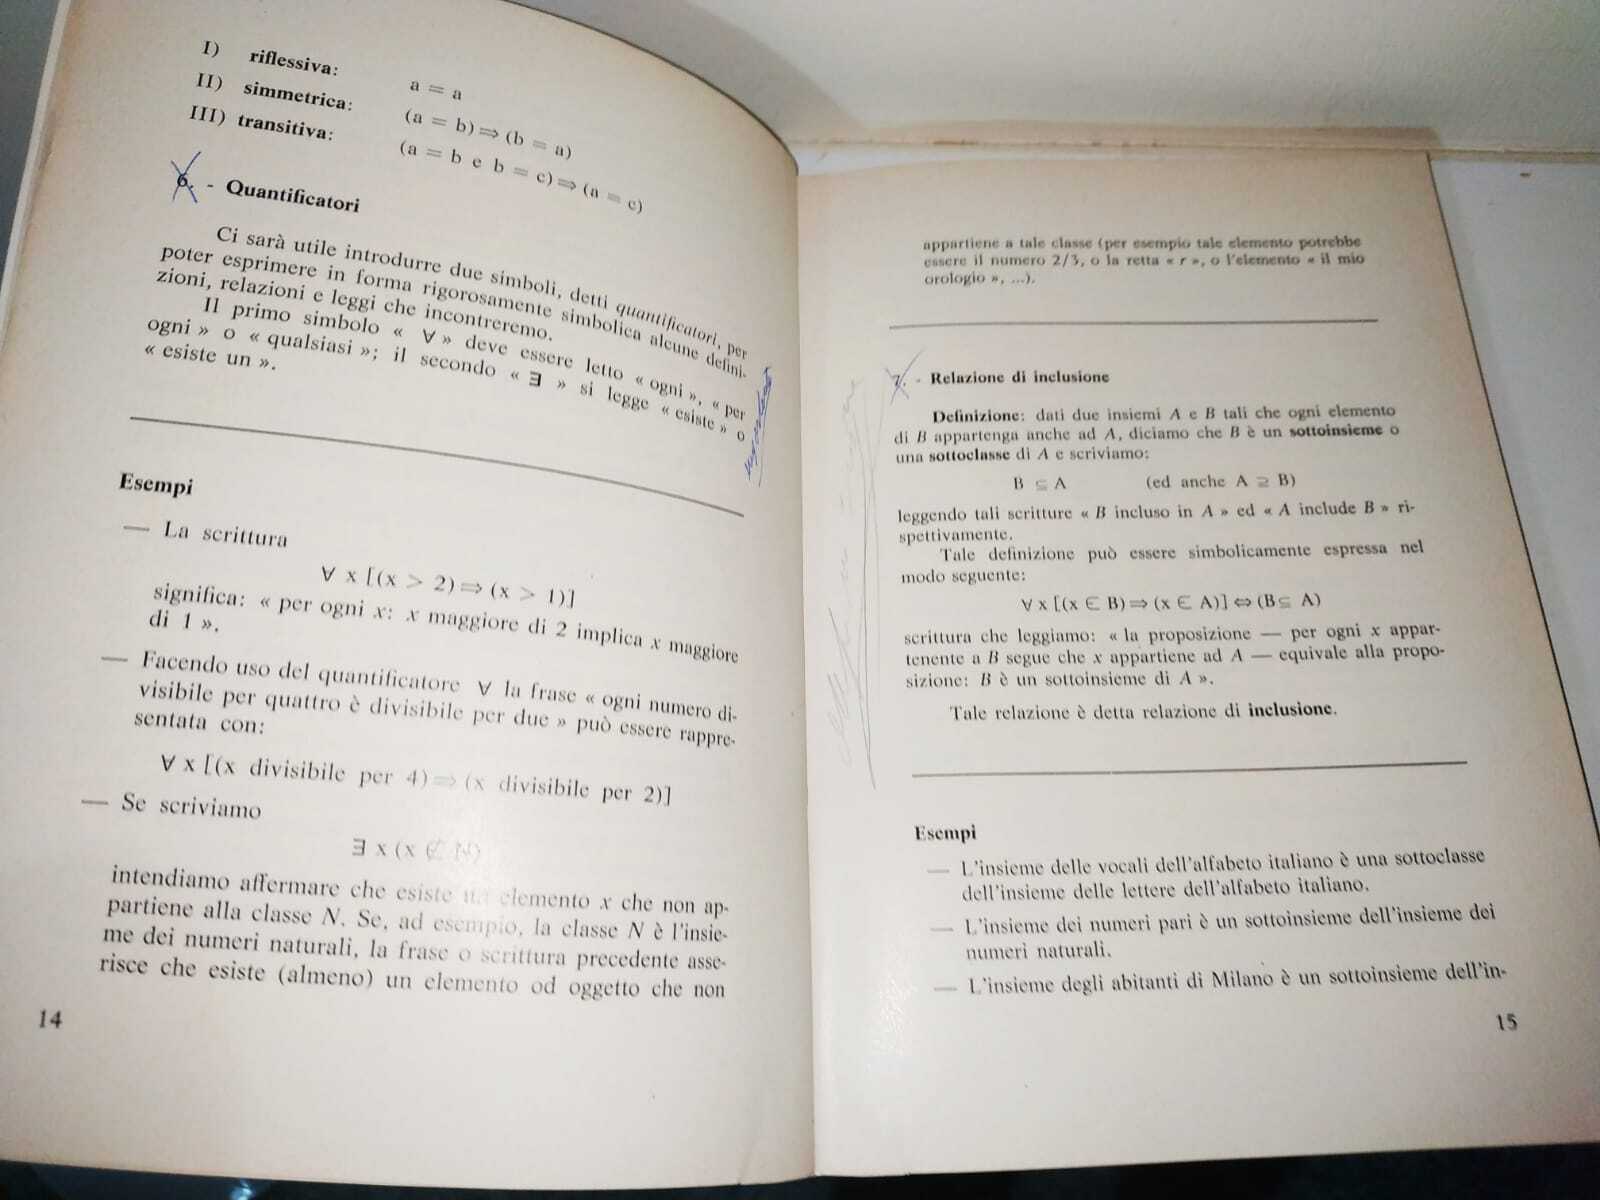 I) riflessiva: a = a
II) simmetrica: (a = b) ⇒ (b = a)
III) transitiva: (a = b e b = c) ⇒ (a = c)
6. - Quantificatori
Ci sarà utile introdurre due simboli, detti quantificatori, per
poter esprimere in forma rigorosamente simbolica alcune defini-
zioni, relazioni e leggi che incontreremo.
Il primo simbolo « ∀ » deve essere letto « ogni », « per
ogni » o « qualsiasi »; il secondo « ∃ » si legge « esiste » o
« esiste un ».
Esempi
— La scrittura
∀ x [(x > 2) ⇒ (x > 1)]
significa: « per ogni x: x maggiore di 2 implica x maggiore
di 1 ».
— Facendo uso del quantificatore ∀ la frase « ogni numero di-
visibile per quattro è divisibile per due » può essere rappre-
sentata con:
∀ x [(x divisibile per 4) ⇒ (x divisibile per 2)]
— Se scriviamo
∃ x (x ∉ N)
intendiamo affermare che esiste un elemento x che non ap-
partiene alla classe N. Se, ad esempio, la classe N è l'insie-
me dei numeri naturali, la frase o scrittura precedente asse-
risce che esiste (almeno) un elemento od oggetto che non
14
appartiene a tale classe (per esempio tale elemento potrebbe
essere il numero 2/3, o la retta « r », o l'elemento « il mio
orologio », ...).
7. - Relazione di inclusione
Definizione: dati due insiemi A e B tali che ogni elemento
di B appartenga anche ad A, diciamo che B è un sottoinsieme o
una sottoclasse di A e scriviamo:
B ⊆ A (ed anche A ⊇ B)
leggendo tali scritture « B incluso in A » ed « A include B » ri-
spettivamente.
Tale definizione può essere simbolicamente espressa nel
modo seguente:
∀ x [(x ∈ B) ⇒ (x ∈ A)] ⇔ (B ⊆ A)
scrittura che leggiamo: « la proposizione — per ogni x appar-
tenente a B segue che x appartiene ad A — equivale alla propo-
sizione: B è un sottoinsieme di A ».
Tale relazione è detta relazione di inclusione.
Esempi
— L'insieme delle vocali dell'alfabeto italiano è una sottoclasse
dell'insieme delle lettere dell'alfabeto italiano.
— L'insieme dei numeri pari è un sottoinsieme dell'insieme dei
numeri naturali.
— L'insieme degli abitanti di Milano è un sottoinsieme dell'in-
15